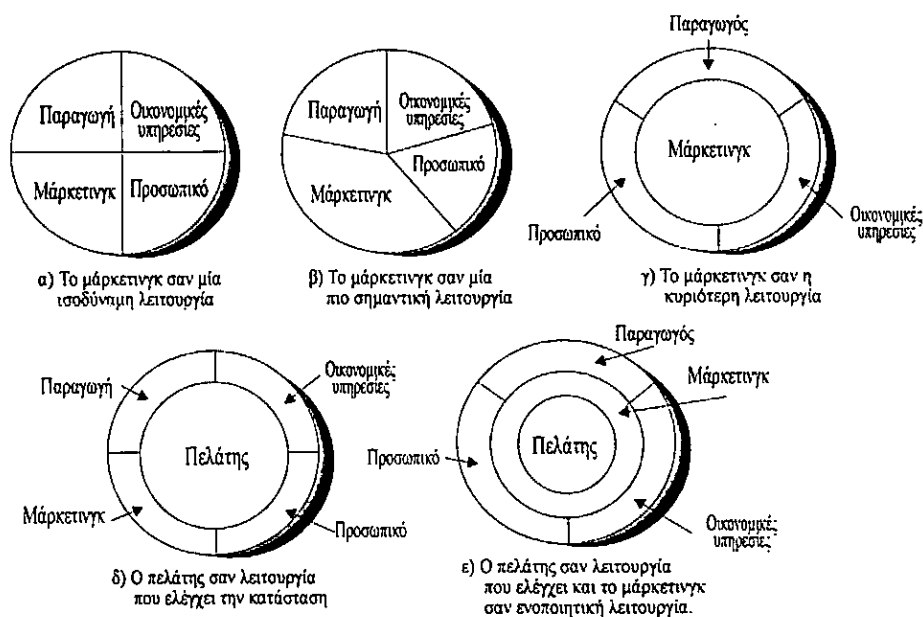 Παραγωγή
Οικονομικές
υπηρεσίες
Μάρκετινγκ
Προσωπικό
α) Το μάρκετινγκ σαν μία
ισοδύναμη λειτουργία
Παραγωγή
Οικονομικές
υπηρεσίες
Προσωπικό
Μάρκετινγκ
β) Το μάρκετινγκ σαν μία
πιο σημαντική λειτουργία
Παραγωγός
Μάρκετινγκ
Προσωπικό
Οικονομικές
υπηρεσίες
γ) Το μάρκετινγκ σαν η
κυριότερη λειτουργία
Παραγωγή
Οικονομικές
υπηρεσίες
Πελάτης
Μάρκετινγκ
Προσωπικό
δ) Ο πελάτης σαν λειτουργία
που ελέγχει την κατάσταση
Παραγωγός
Μάρκετινγκ
Προσωπικό
Πελάτης
Οικονομικές
υπηρεσίες
ε) Ο πελάτης σαν λειτουργία
που ελέγχει και το μάρκετινγκ
σαν ενοποιητική λειτουργία.